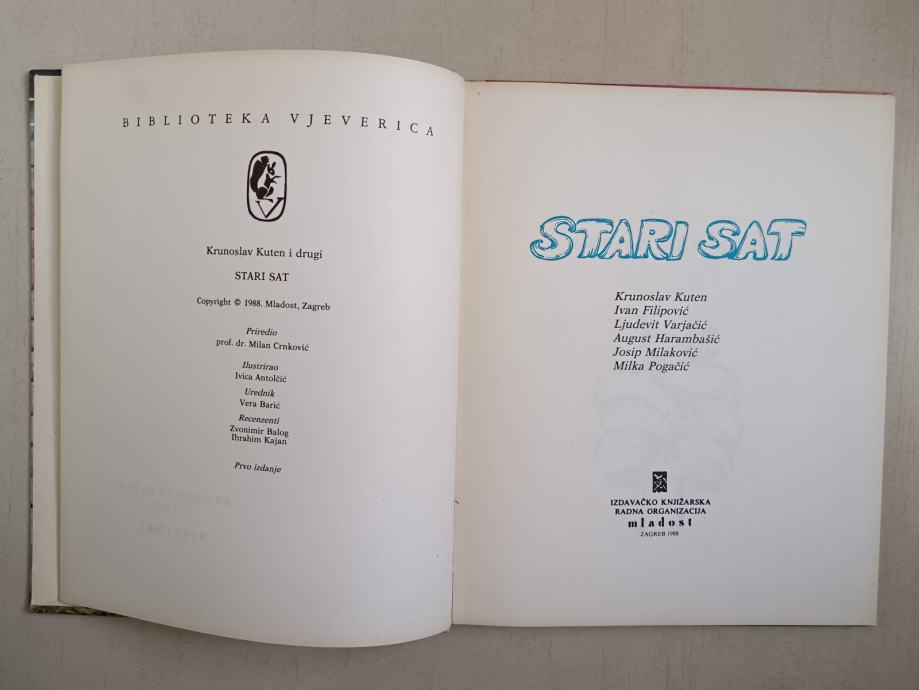 BIBLIOTEKA VJEVERICA
V
Krunoslav Kuten i drugi
STARI SAT
Copyright © 1988. Mladost, Zagreb
Priredio
prof. dr. Milan Crnković
Ilustrirao
Ivica Antolčić
Urednik
Vera Barić
Recenzenti
Zvonimir Balog
Ibrahim Kajan
Prvo izdanje
STARI SAT
Krunoslav Kuten
Ivan Filipović
Ljudevit Varjačić
August Harambašić
Josip Milaković
Milka Pogačić
IZDAVAČKO KNJIŽARSKA
RADNA ORGANIZACIJA
mladost
ZAGREB 1988